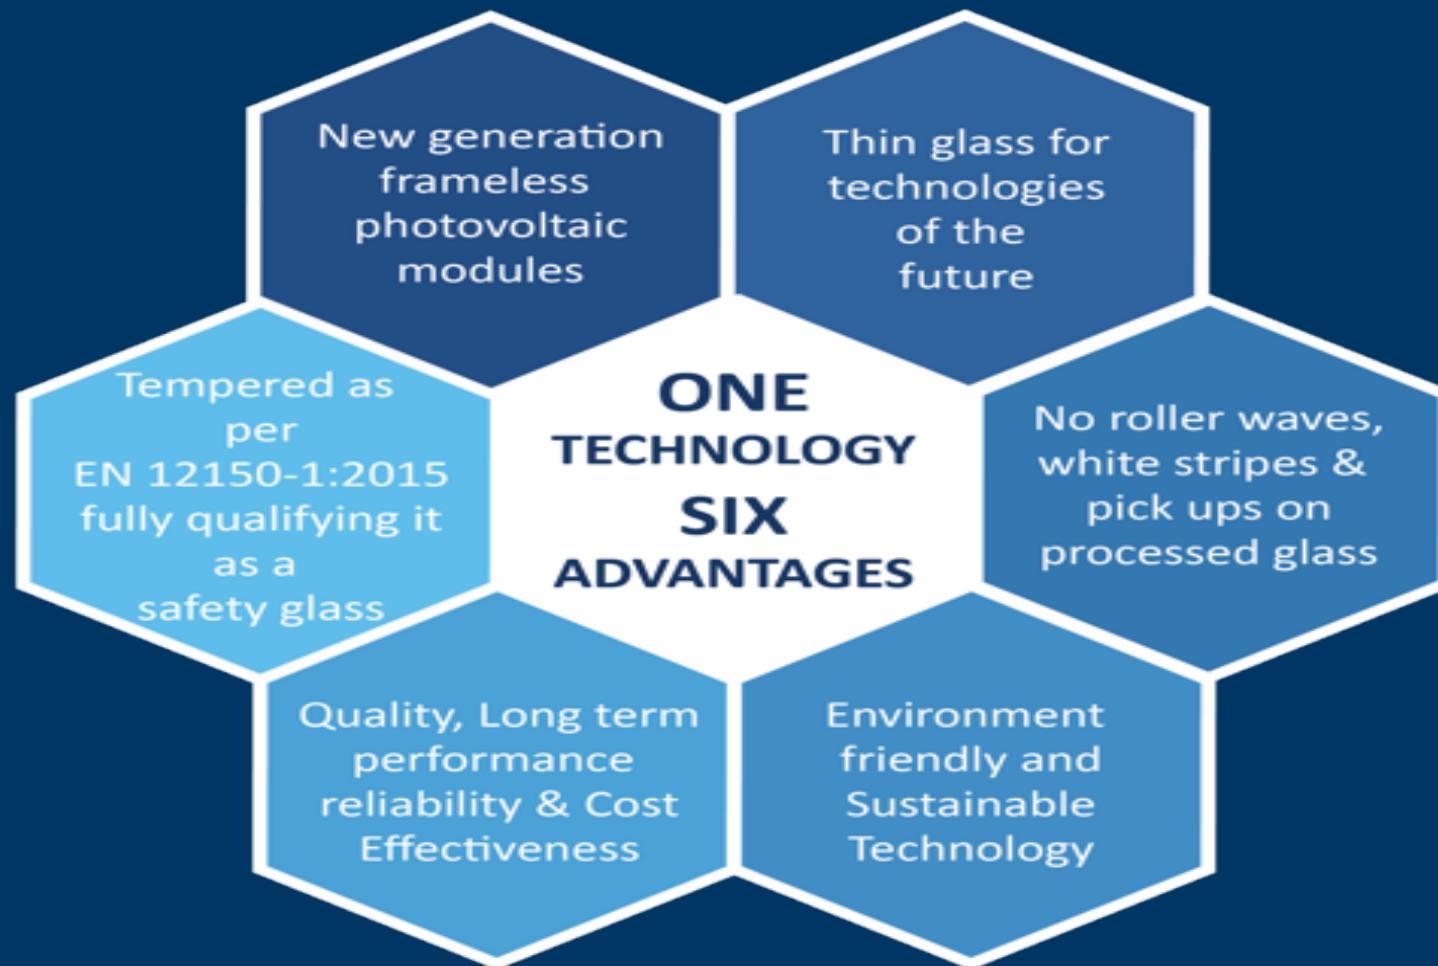 New generation
frameless
photovoltaic
modules
Thin glass for
technologies
of the
future
Tempered as
per
EN 12150-1:2015
fully qualifying it
as a
safety glass
ONE
TECHNOLOGY
SIX
ADVANTAGES
No roller waves,
white stripes &
pick ups on
processed glass
Quality, Long term
performance
reliability & Cost
Effectiveness
Environment
friendly and
Sustainable
Technology